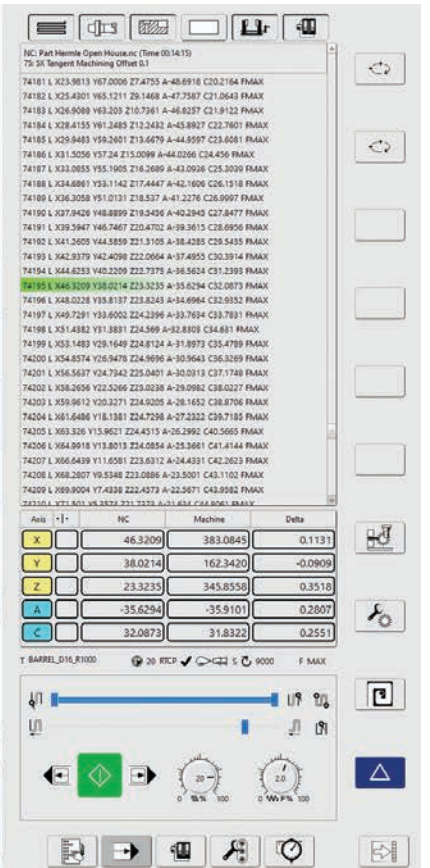 NC: Part Hermle Open House.nc (Time 00:14:15)
75: 5X Tangent Machining Offset 0.1
74181 L X23.9813 Y67.0006 Z7.4755 A-48.6918 C20.2164 FMAX
74182 L X25.4301 Y65.1211 Z9.1468 A-47.7587 C21.0643 FMAX
74183 L X26.9088 Y63.203 Z10.7361 A-46.8257 C21.9122 FMAX
74184 L X28.4155 Y61.2485 Z12.2432 A-45.8927 C22.7601 FMAX
74185 L X29.9483 Y59.2601 Z13.6679 A-44.9597 C23.6081 FMAX
74186 L X31.5056 Y57.24 Z15.0099 A-44.0266 C24.456 FMAX
74187 L X33.0855 Y55.1905 Z16.2689 A-43.0936 C25.3039 FMAX
74188 L X34.6861 Y53.1142 Z17.4447 A-42.1606 C26.1518 FMAX
74189 L X36.3058 Y51.0131 Z18.537 A-41.2276 C26.9997 FMAX
74190 L X37.9426 Y48.8899 Z19.5456 A-40.2945 C27.8477 FMAX
74191 L X39.5947 Y46.7467 Z20.4702 A-39.3615 C28.6956 FMAX
74192 L X41.2605 Y44.5859 Z21.3105 A-38.4285 C29.5435 FMAX
74193 L X42.9379 Y42.4098 Z22.0664 A-37.4955 C30.3914 FMAX
74194 L X44.6253 Y40.2209 Z22.7375 A-36.5624 C31.2393 FMAX
74195 L X46.3209 Y38.0214 Z23.3235 A-35.6294 C32.0873 FMAX
74196 L X48.0228 Y35.8137 Z23.8243 A-34.6964 C32.9352 FMAX
74197 L X49.7291 Y33.6002 Z24.2396 A-33.7634 C33.7831 FMAX
74198 L X51.4382 Y31.3831 Z24.569 A-32.8303 C34.631 FMAX
74199 L X53.1483 Y29.1649 Z24.8124 A-31.8973 C35.4789 FMAX
74200 L X54.8574 Y26.9478 Z24.9696 A-30.9643 C36.3269 FMAX
74201 L X56.5637 Y24.7342 Z25.0401 A-30.0313 C37.1748 FMAX
74202 L X58.2656 Y22.5266 Z25.0238 A-29.0982 C38.0227 FMAX
74203 L X59.9612 Y20.3271 Z24.9205 A-28.1652 C38.8706 FMAX
74204 L X61.6486 Y18.1381 Z24.7298 A-27.2322 C39.7185 FMAX
74205 L X63.326 Y15.9621 Z24.4515 A-26.2992 C40.5665 FMAX
74206 L X64.9918 Y13.8013 Z24.0854 A-25.3661 C41.4144 FMAX
74207 L X66.6439 Y11.6581 Z23.6312 A-24.4331 C42.2623 FMAX
74208 L X68.2807 Y9.5348 Z23.0886 A-23.5001 C43.1102 FMAX
74209 L X69.9004 Y7.4338 Z22.4573 A-22.5671 C43.9582 FMAX
Axis NC Machine Delta
X 46.3209 383.0845 0.1131
Y 38.0214 162.3420 -0.0909
Z 23.3235 345.8558 0.3518
A -35.6294 -35.9101 0.2807
C 32.0873 31.8322 0.2551
T BARREL_D16_R1000 20 RTCP S 9000 F MAX
20 2.0
0 % 100 0 F% 100